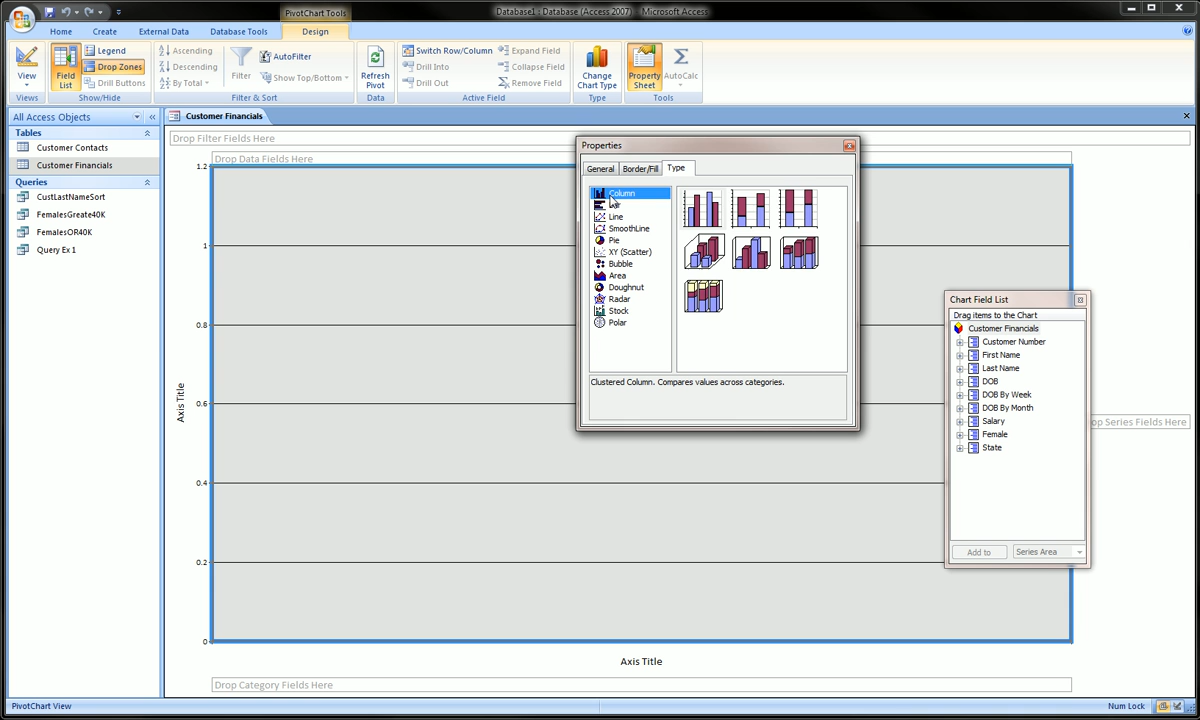 PivotChart Tools
Database1 : Database (Access 2007) - Microsoft Access
Home
Create
External Data
Database Tools
Design
View
Views
Field
List
Legend
Drop Zones
Drill Buttons
Show/Hide
Ascending
Descending
By Total
Filter
AutoFilter
Show Top/Bottom
Filter & Sort
Refresh
Pivot
Data
Switch Row/Column
Drill Into
Drill Out
Expand Field
Collapse Field
Remove Field
Active Field
Change
Chart Type
Type
Property
Sheet
AutoCalc
Tools
All Access Objects
Tables
Customer Contacts
Customer Financials
Queries
CustLastNameSort
FemalesGreate40K
FemalesOR40K
Query Ex 1
Customer Financials
Drop Filter Fields Here
Drop Data Fields Here
1.2
1
0.8
0.6
0.4
0.2
0
Axis Title
Axis Title
Drop Category Fields Here
op Series Fields Here
Properties
General
Border/Fill
Type
Column
Line
SmoothLine
Pie
XY (Scatter)
Bubble
Area
Doughnut
Radar
Stock
Polar
Clustered Column. Compares values across categories.
Chart Field List
Drag items to the Chart
Customer Financials
Customer Number
First Name
Last Name
DOB
DOB By Week
DOB By Month
Salary
Female
State
Add to
Series Area
PivotChart View
Num Lock